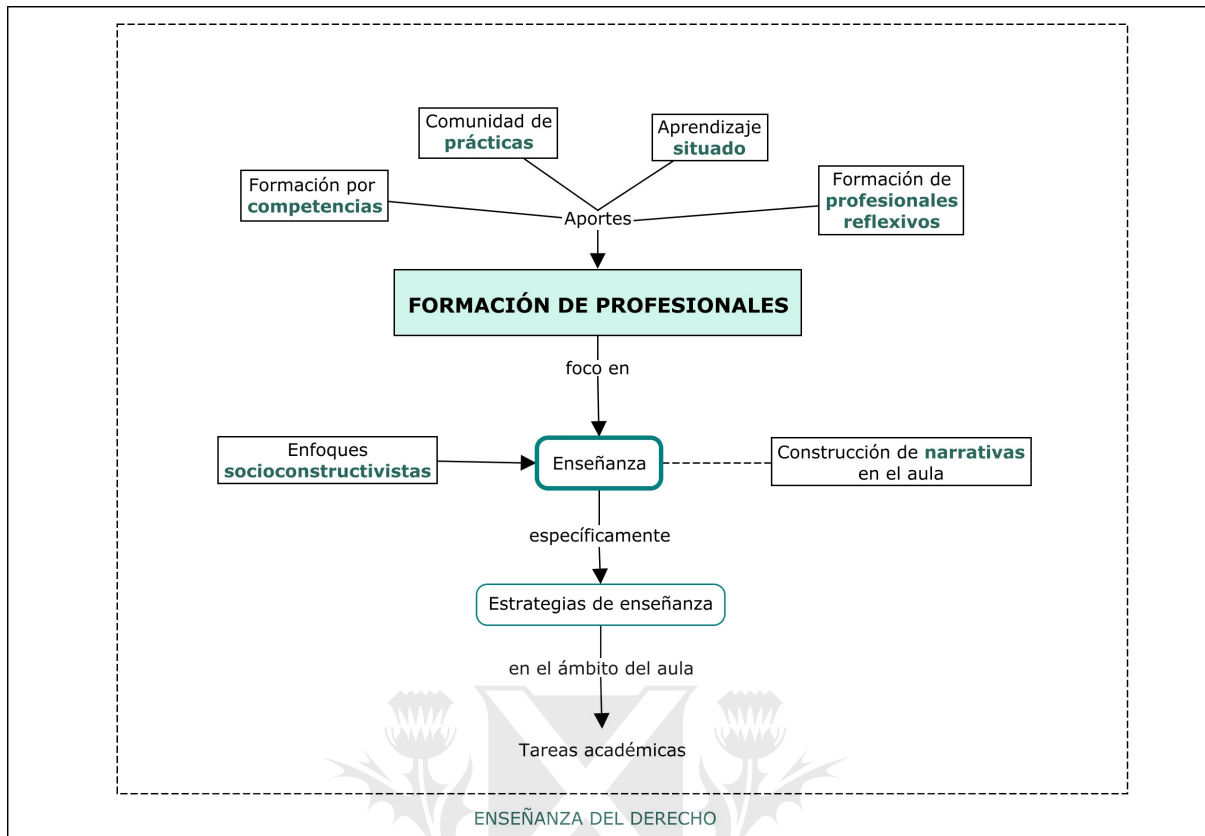 Comunidad de
prácticas
Aprendizaje
situado
Formación por
competencias
Formación de
profesionales
reflexivos
Aportes
FORMACIÓN DE PROFESIONALES
foco en
Enfoques
socioconstructivistas
Enseñanza
Construcción de narrativas
en el aula
específicamente
Estrategias de enseñanza
en el ámbito del aula
Tareas académicas
ENSEÑANZA DEL DERECHO